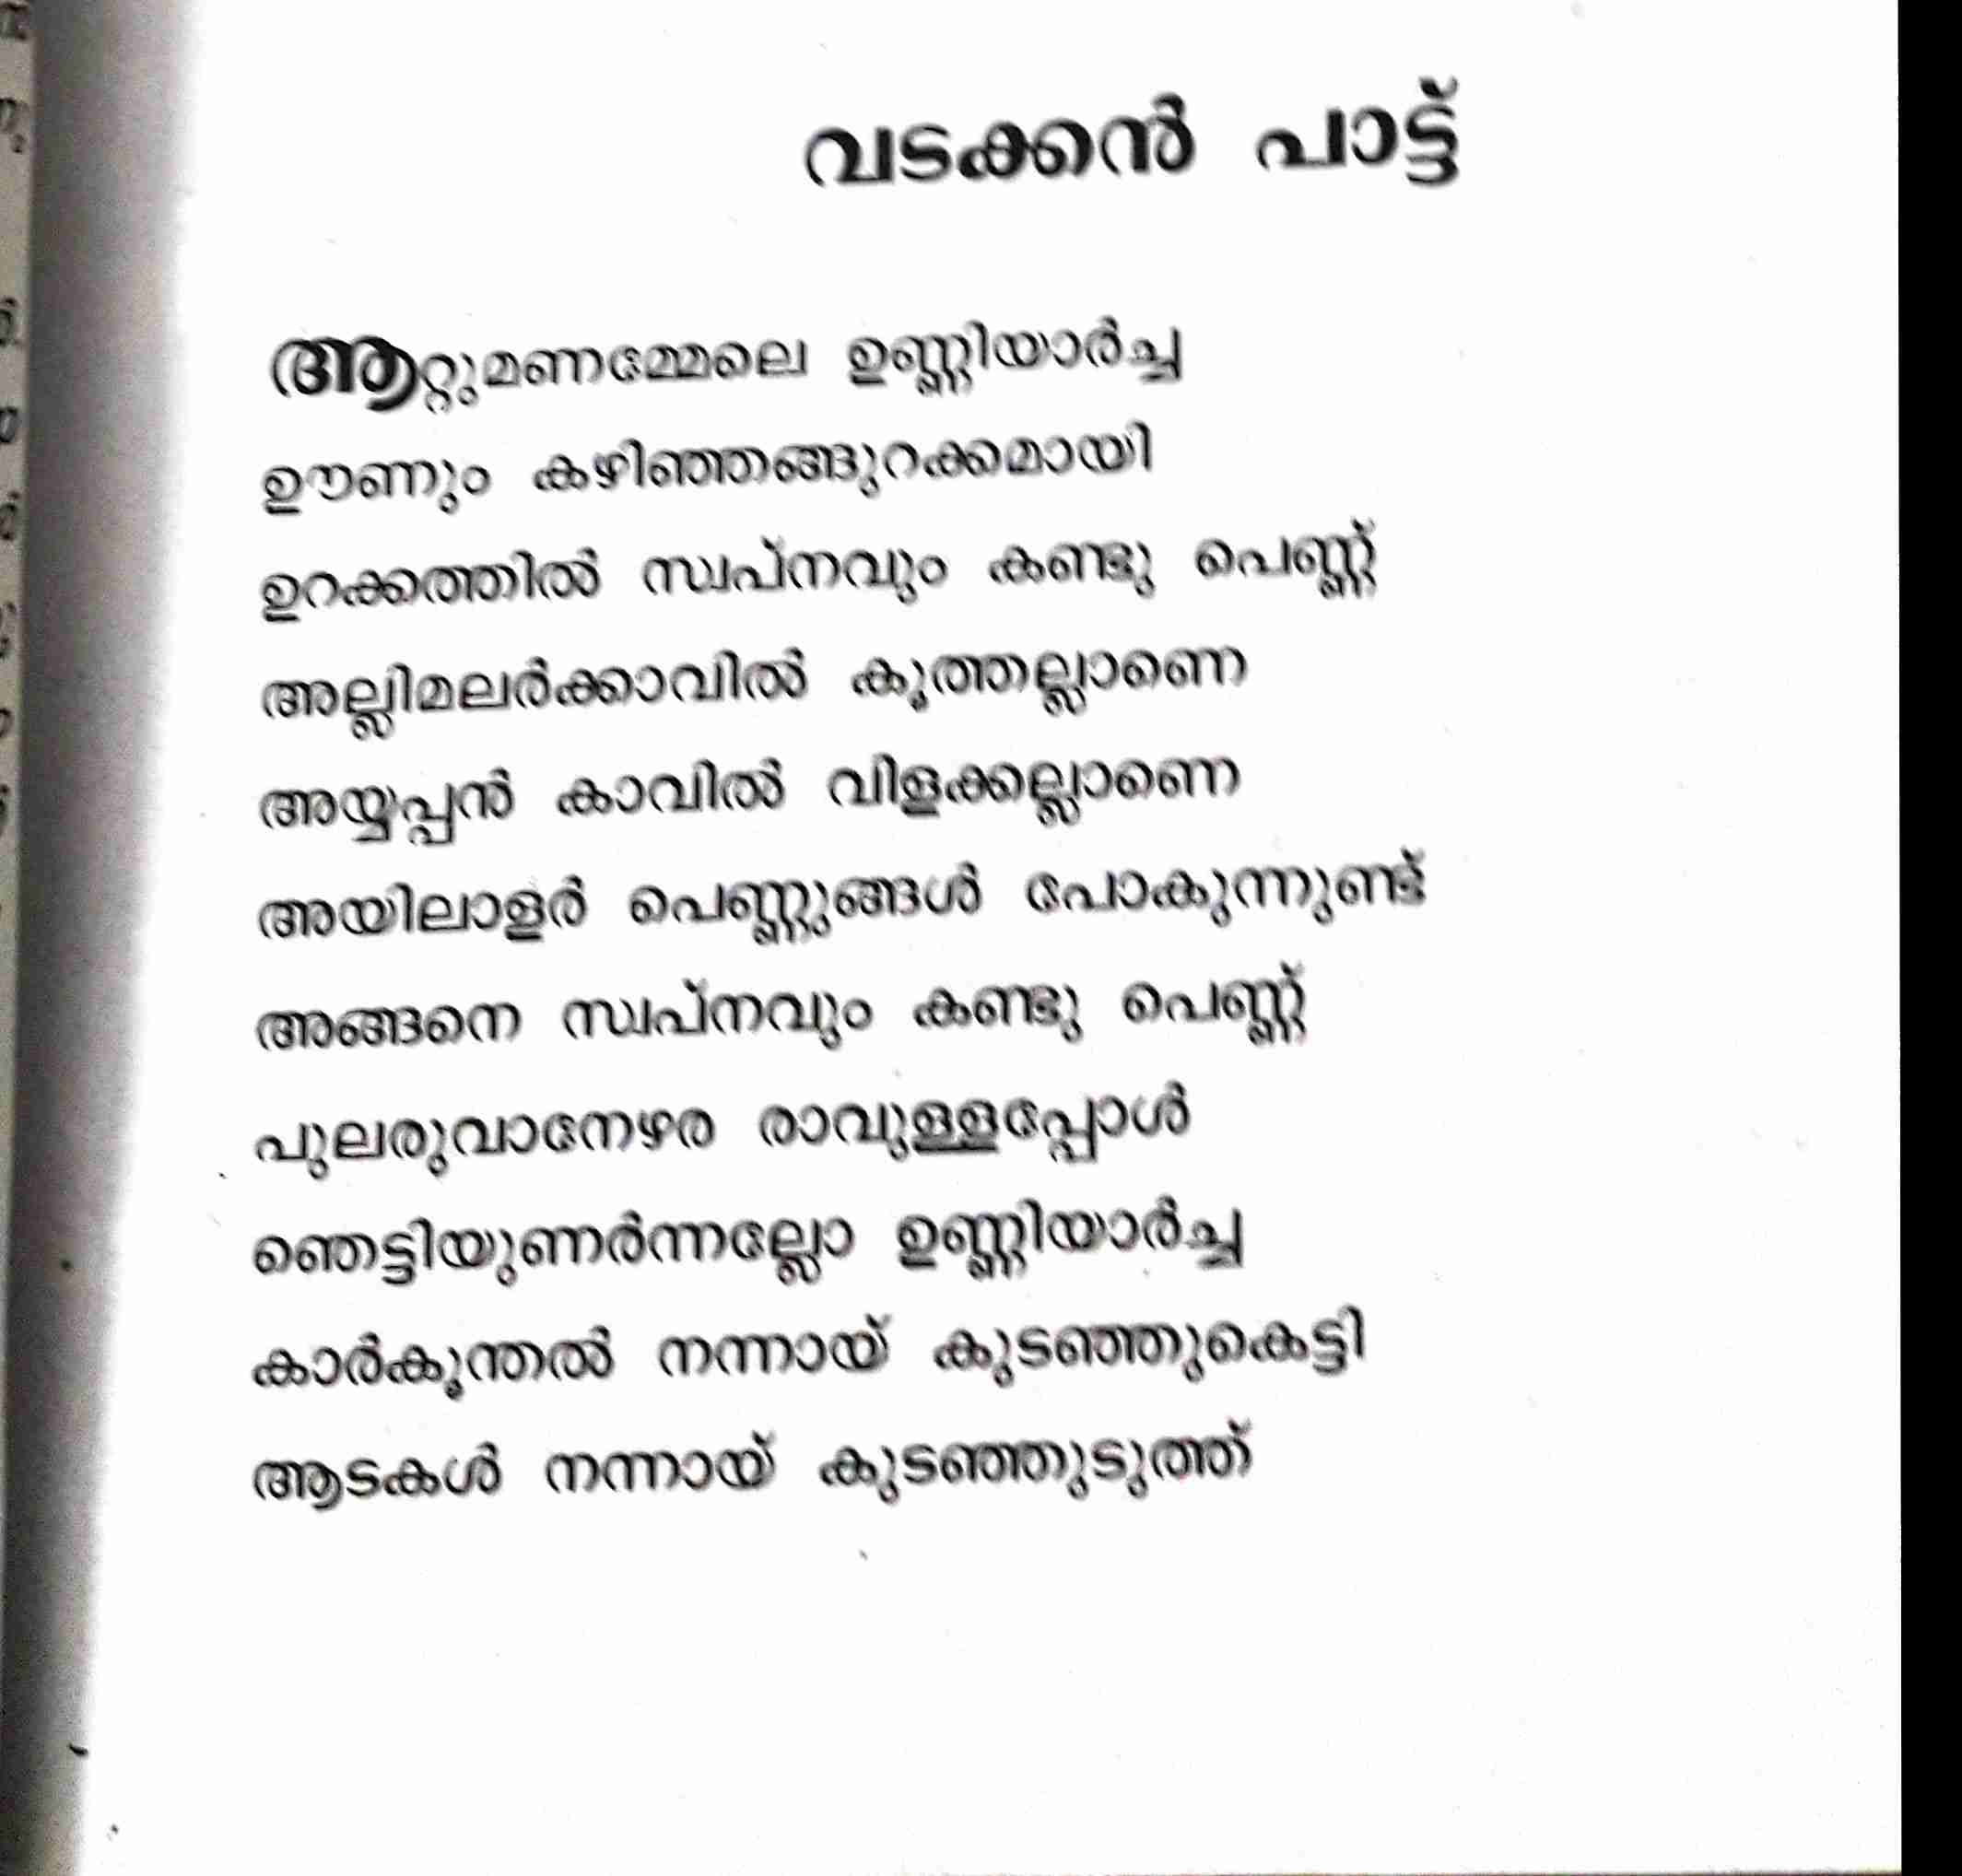 വടക്കൻ പാട്ട്
ആറ്റുമണമ്മേലെ ഉണ്ണിയാർച്ച
ഊണും കഴിഞ്ഞങ്ങുറക്കമായി
ഉറക്കത്തിൽ സ്വപ്നവും കണ്ടു പെണ്ണ്
അല്ലിമലർക്കാവിൽ കൂത്തല്ലാണെ
അയ്യപ്പൻ കാവിൽ വിളക്കല്ലാണെ
അയിലാളർ പെണ്ണുങ്ങൾ പോകുന്നുണ്ട്
അങ്ങനെ സ്വപ്നവും കണ്ടു പെണ്ണ്
പുലരുവാനേഴര രാവുള്ളപ്പോൾ
ഞെട്ടിയുണർന്നല്ലോ ഉണ്ണിയാർച്ച
കാർകൂന്തൽ നന്നായ് കുടഞ്ഞുകെട്ടി
ആടകൾ നന്നായ് കുടഞ്ഞുടുത്ത്